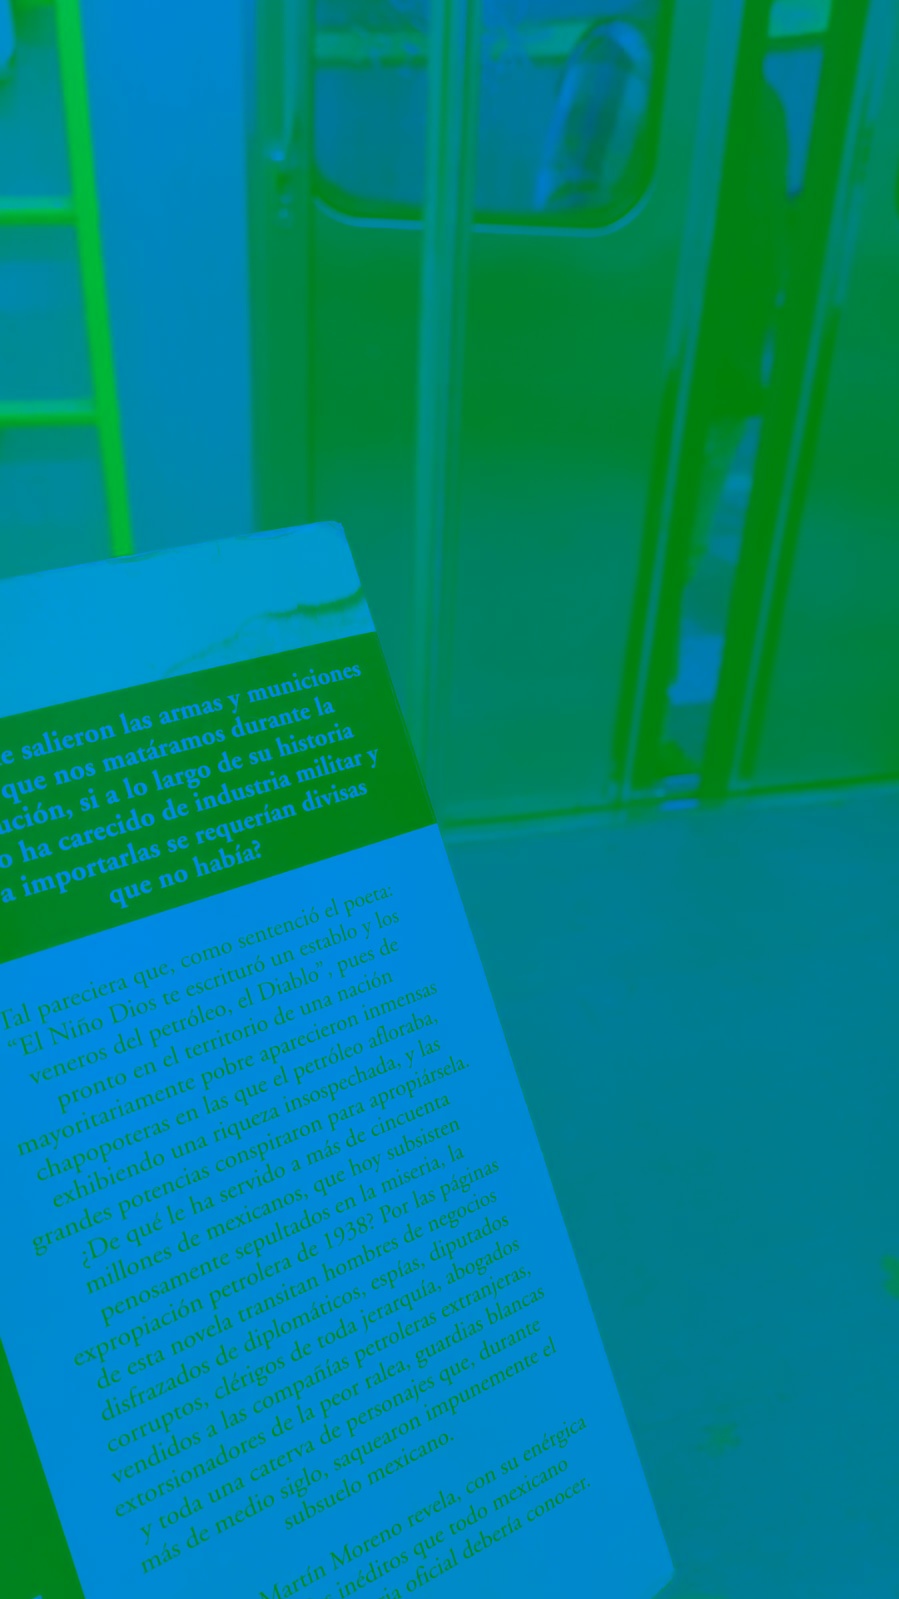 salieron las armas y municiones
que nos matáramos durante la
ución, si a lo largo de su historia
o ha carecido de industria militar y
a importarlas se requerían divisas
que no había?
Tal pareciera que, como sentenció el poeta:
“El Niño Dios te escrituró un establo y los
veneros del petróleo, el Diablo”, pues de
pronto en el territorio de una nación
mayoritariamente pobre aparecieron inmensas
chapopoteras en las que el petróleo afloraba,
exhibiendo una riqueza insospechada, y las
grandes potencias conspiraron para apropiársela.
¿De qué le ha servido a más de cincuenta
millones de mexicanos, que hoy subsisten
penosamente sepultados en la miseria, la
expropiación petrolera de 1938? Por las páginas
de esta novela transitan hombres de negocios
disfrazados de diplomáticos, espías, diputados
corruptos, clérigos de toda jerarquía, abogados
vendidos a las compañías petroleras extranjeras,
extorsionadores de la peor ralea, guardias blancas
y toda una caterva de personajes que, durante
más de medio siglo, saquearon impunemente el
subsuelo mexicano.
Martín Moreno revela, con su enérgica
inéditos que todo mexicano
ia oficial debería conocer.